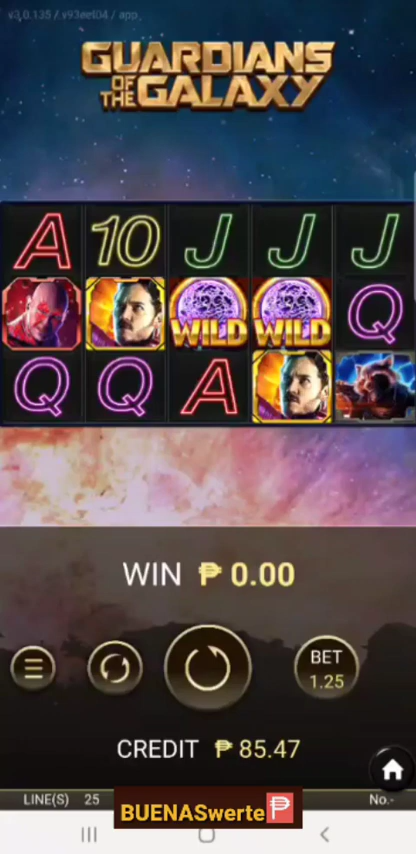 v3.0.135 / v93eet04 / app
GUARDIANS
OF THE GALAXY
A 10 J J J
WILD WILD Q
Q Q A
WIN ₱ 0.00
BET
1.25
CREDIT ₱ 85.47
LINE(S) 25 No.-
BUENASwerte₱